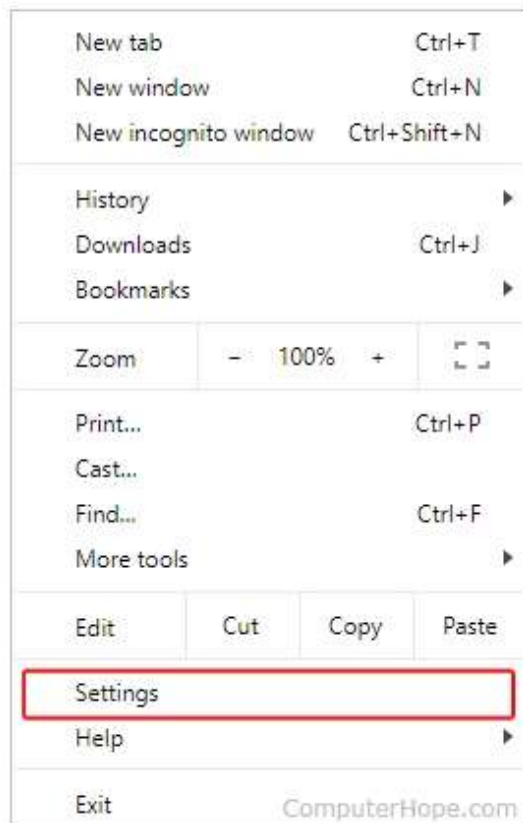 New tab Ctrl+T
New window Ctrl+N
New incognito window Ctrl+Shift+N
History
Downloads Ctrl+J
Bookmarks
Zoom - 100% +
Print... Ctrl+P
Cast...
Find... Ctrl+F
More tools
Edit Cut Copy Paste
Settings
Help
Exit ComputerHope.com